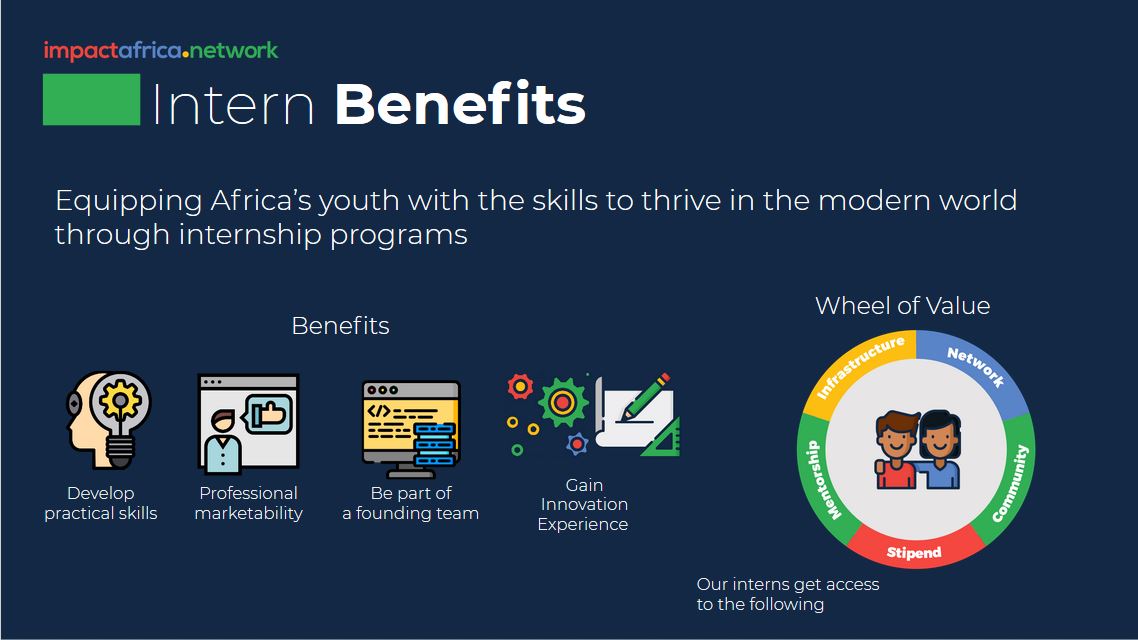 impactafrica.network
Intern Benefits
Equipping Africa's youth with the skills to thrive in the modern world
through internship programs
Benefits
Develop
practical skills
Professional
marketability
</>
Be part of
a founding team
Gain
Innovation
Experience
Wheel of Value
Infrastructure
Network
Community
Stipend
Mentorship
Our interns get access
to the following